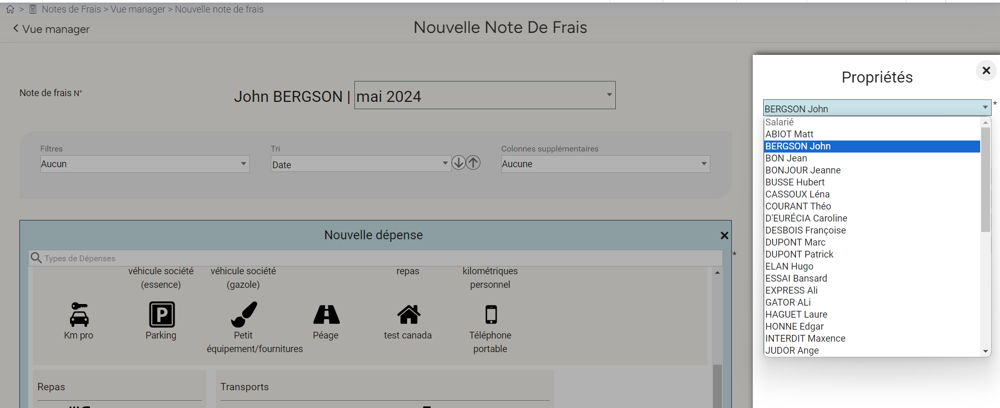 > Notes de Frais > Vue manager > Nouvelle note de frais
Vue manager
Nouvelle Note De Frais
Note de frais N°
John BERGSON | mai 2024
Filtres
Aucun
Tri
Date
Colonnes supplémentaires
Aucune
Nouvelle dépense
Types de Dépenses
*
véhicule société
(essence)
véhicule société
(gazole)
repas
kilométriques
personnel
Km pro
Parking
Petit
équipement/fournitures
Péage
test canada
Téléphone
portable
Repas
Transports
Propriétés
BERGSON John
*
Salarié
ABIOT Matt
BERGSON John
BON Jean
BONJOUR Jeanne
BUSSE Hubert
CASSOUX Léna
COURANT Théo
D'EURÉCIA Caroline
DESBOIS Françoise
DUPONT Marc
DUPONT Patrick
ELAN Hugo
ESSAI Bansard
EXPRESS Ali
GATOR ALi
HAGUET Laure
HONNE Edgar
INTERDIT Maxence
JUDOR Ange